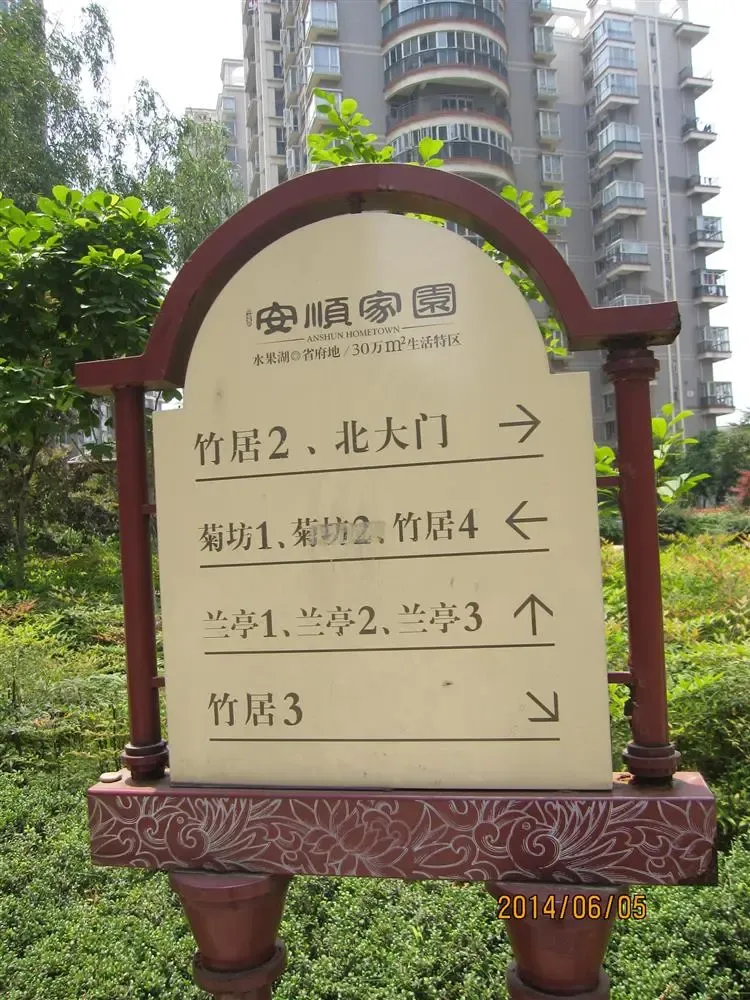 安順家園
ANSHUN HOMETOWN
水果湖◎省府地/30万m²生活特区
竹居2、北大门 →
菊坊1、菊坊2、竹居4 ←
兰亭1、兰亭2、兰亭3 ↑
竹居3 ↘
2014/06/05